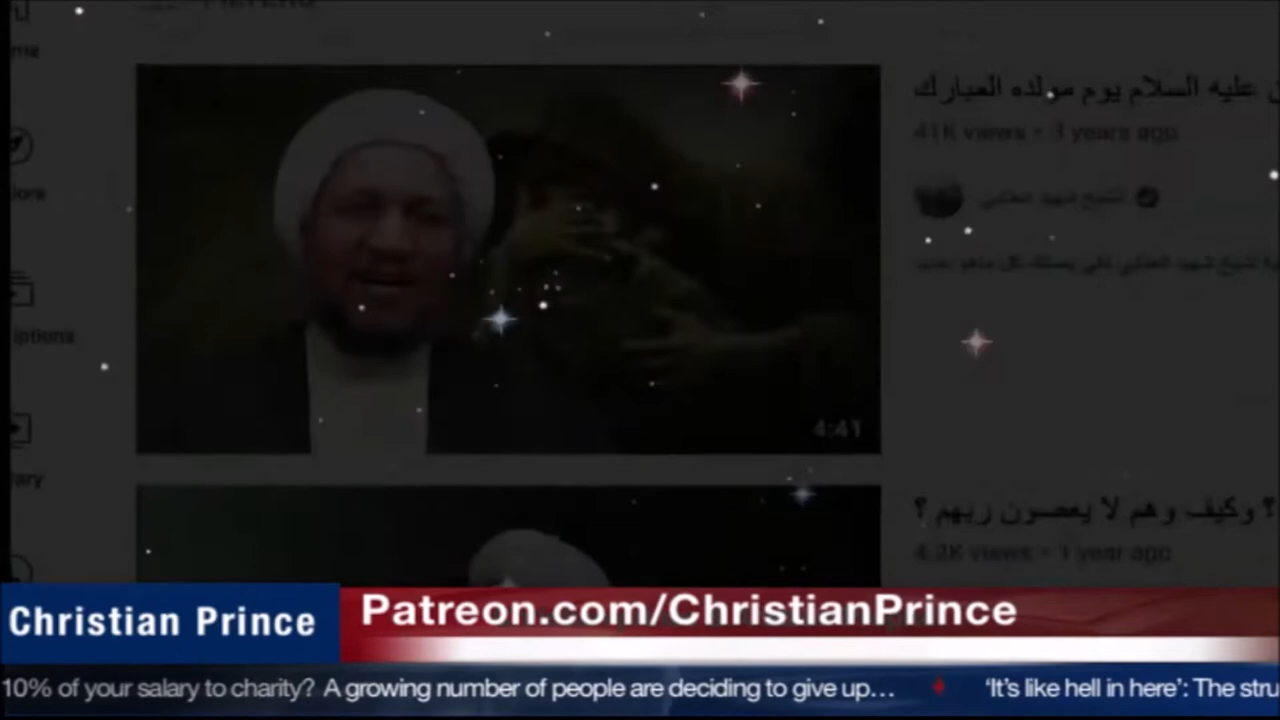 ن عليه السلام يوم مولده المبارك
41K views • 3 years ago
4:41
؟ وكيف وهم لا يعصون ربهم ؟
4.2K views • 1 year ago
Christian Prince
Patreon.com/ChristianPrince
10% of your salary to charity? A growing number of people are deciding to give up… ♦ ‘It’s like hell in here’: The stru